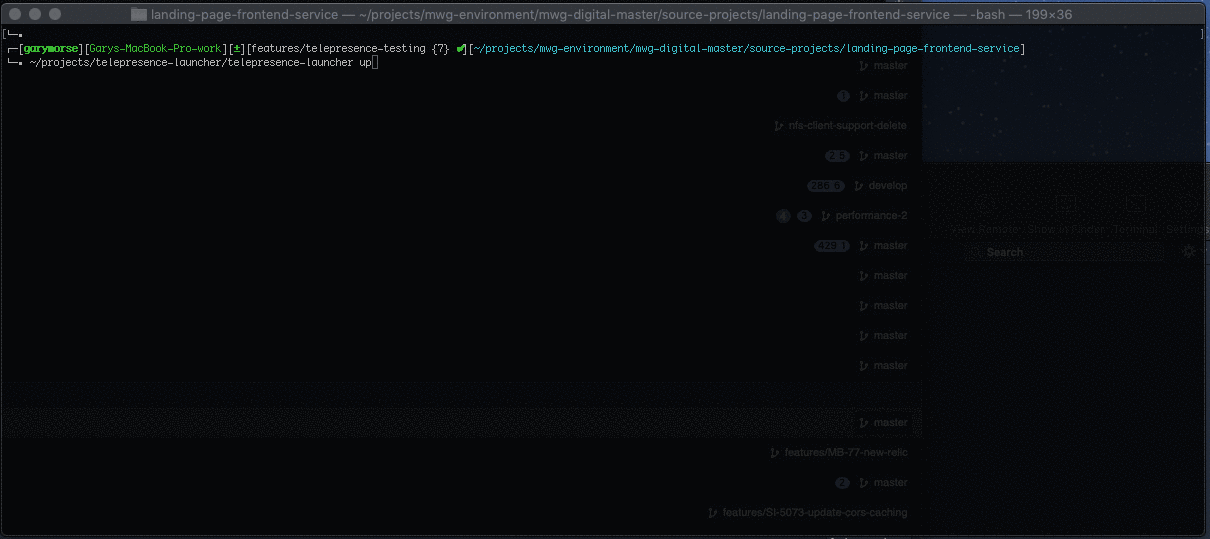 landing-page-frontend-service — ~/projects/mwg-environment/mwg-digital-master/source-projects/landing-page-frontend-service — -bash — 199×36
[garymorse][Garys-MacBook-Pro-work][±][features/telepresence-testing {7} ✔][~/projects/mwg-environment/mwg-digital-master/source-projects/landing-page-frontend-service]
~/projects/telepresence-launcher/telepresence-launcher up
master
1 master
nfs-client-support-delete
2 5 master
286 6 develop
4 3 performance-2
View Remote Show in Finder Terminal Settings
429 1 master
Search
master
master
master
master
master
features/MB-77-new-relic
2 master
features/SI-5073-update-cors-caching